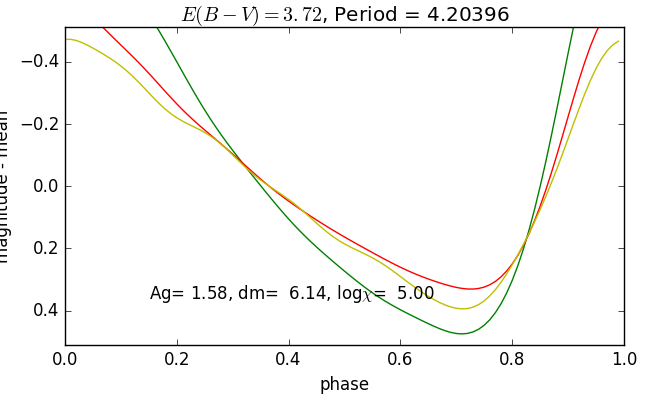 E(B − V) = 3.72, Period = 4.20396
magnitude - mean
−0.4
−0.2
0.0
0.2
0.4
Ag= 1.58, dm= 6.14, logχ= 5.00
0.0 0.2 0.4 0.6 0.8 1.0
phase